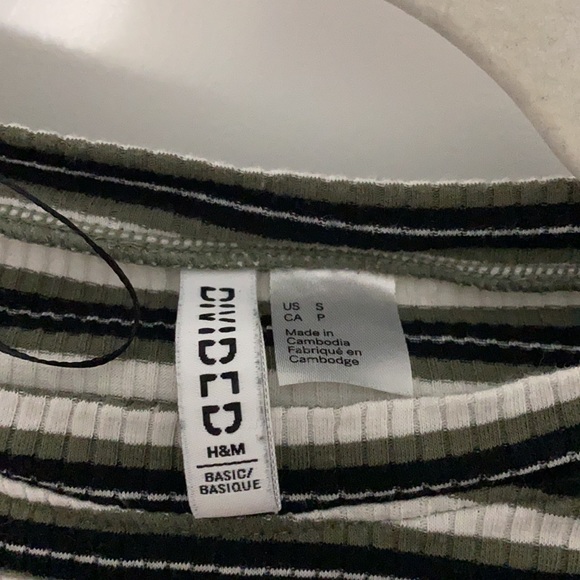 DIVIDED
H&M
BASIC/
BASIQUE
US S
CA P
Made in
Cambodia
Fabriqué en
Cambodge